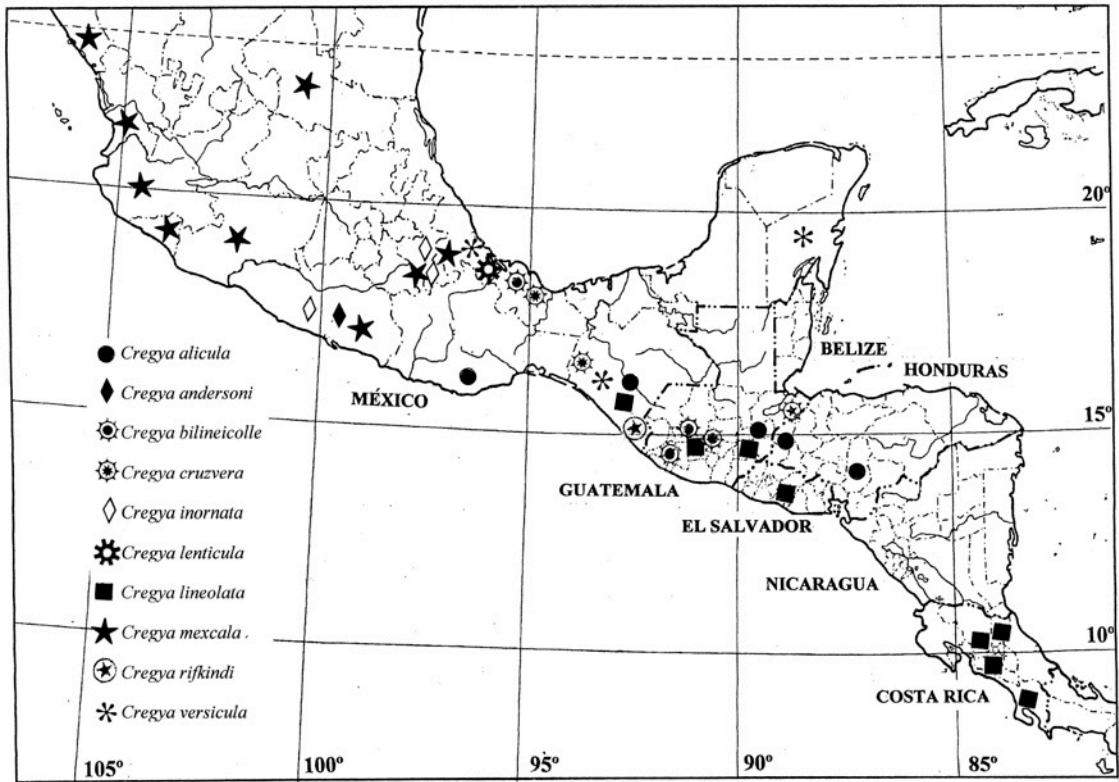 20º
BELIZE
HONDURAS
Cregya alicula
Cregya andersoni
MÉXICO
Cregya bilineicolle
15º
Cregya cruzvera
GUATEMALA
Cregya inornata
EL SALVADOR
Cregya lenticula
NICARAGUA
Cregya lineolata
Cregya mexcala
10º
Cregya rifkindi
COSTA RICA
Cregya versicula
105º 100º 95º 90º 85º